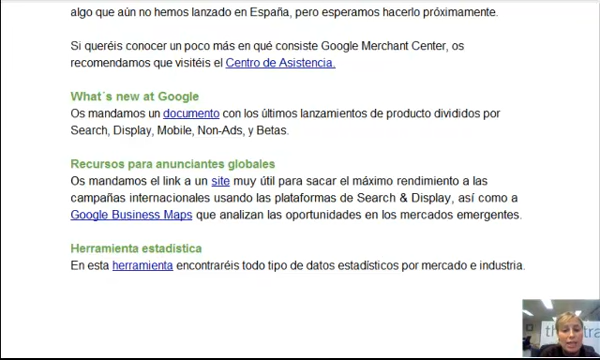 algo que aún no hemos lanzado en España, pero esperamos hacerlo próximamente.
Si queréis conocer un poco más en qué consiste Google Merchant Center, os
recomendamos que visitéis el Centro de Asistencia.
What´s new at Google
Os mandamos un documento con los últimos lanzamientos de producto divididos por
Search, Display, Mobile, Non-Ads, y Betas.
Recursos para anunciantes globales
Os mandamos el link a un site muy útil para sacar el máximo rendimiento a las
campañas internacionales usando las plataformas de Search & Display, así como a
Google Business Maps que analizan las oportunidades en los mercados emergentes.
Herramienta estadística
En esta herramienta encontraréis todo tipo de datos estadísticos por mercado e industria.